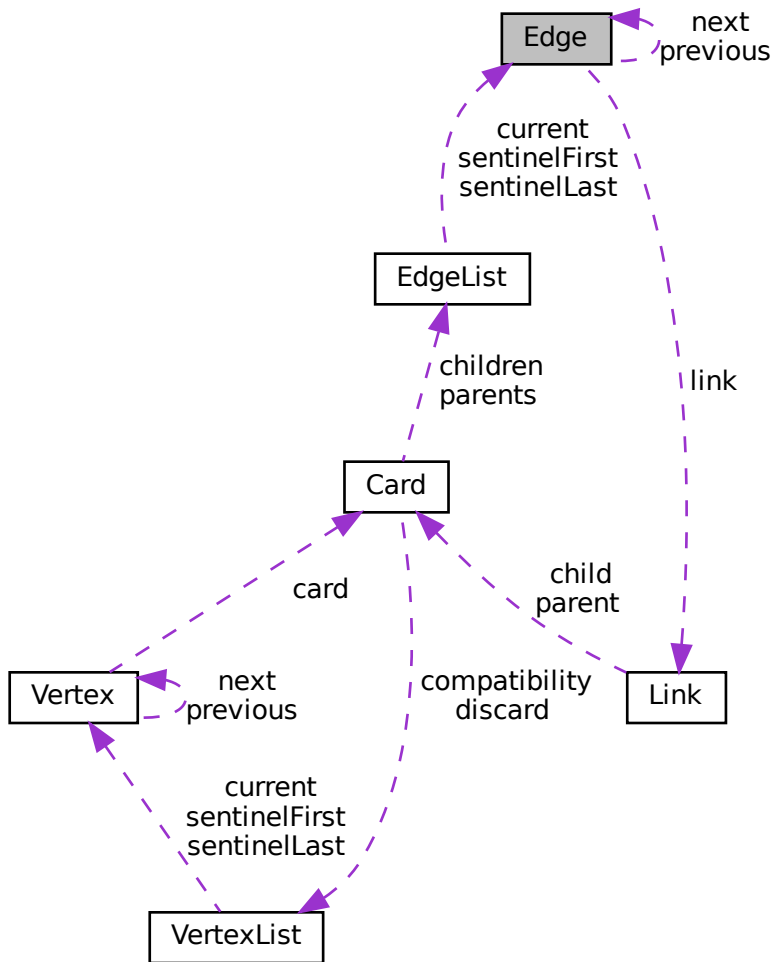 Edge
next
previous
current
sentinelFirst
sentinelLast
EdgeList
children
parents
link
Card
child
parent
card
compatibility
discard
Vertex
next
previous
Link
current
sentinelFirst
sentinelLast
VertexList